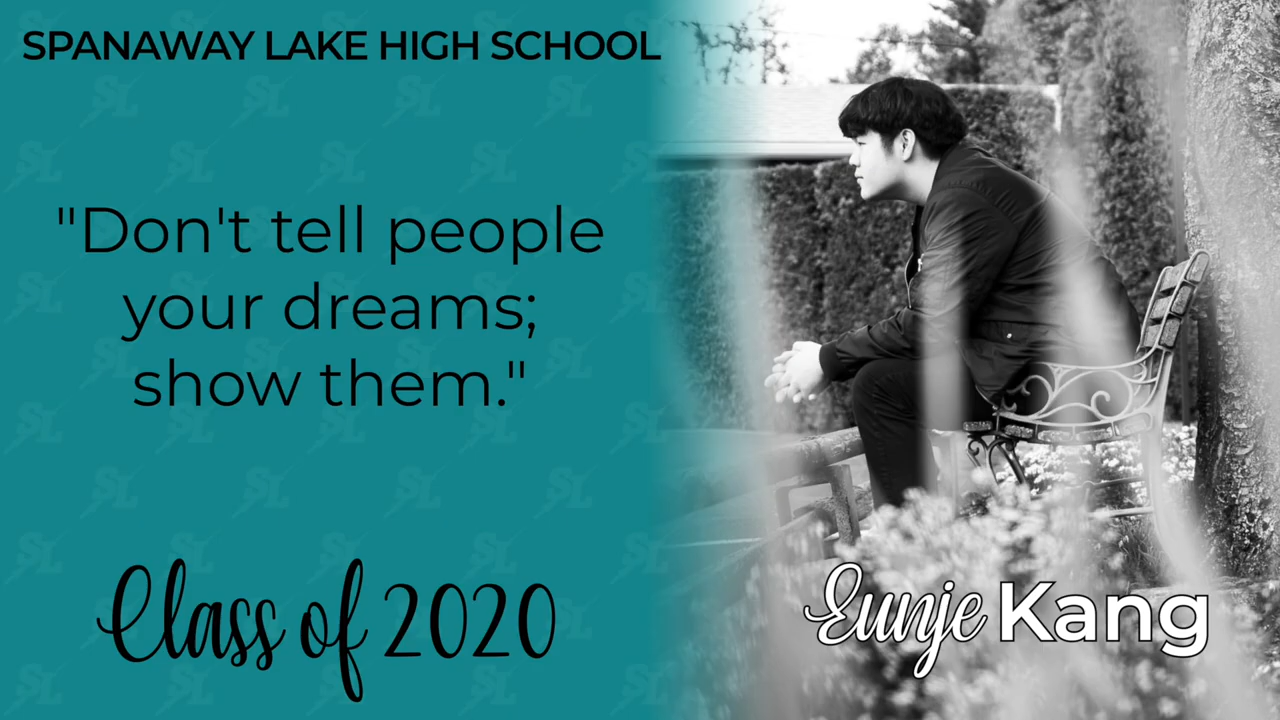 SPANAWAY LAKE HIGH SCHOOL
"Don't tell people
your dreams;
show them."
Class of 2020
Eunje Kang